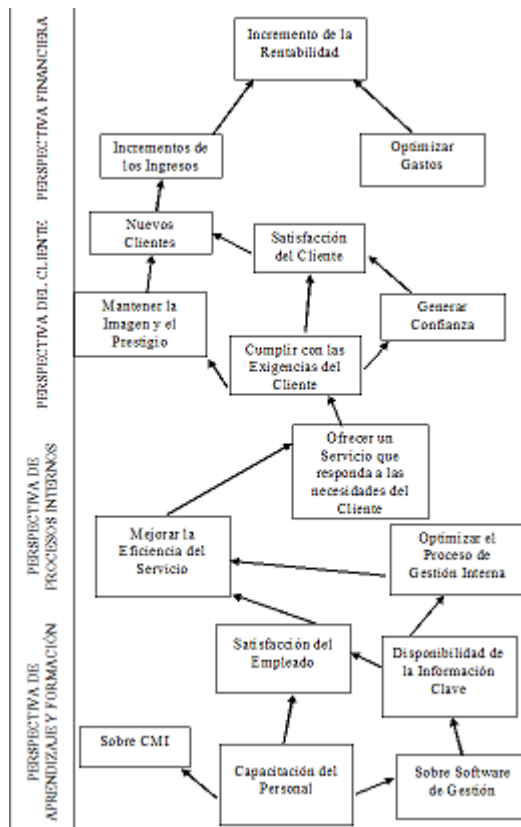 PERSPECTIVA FINANCIERA
Incremento de la
Rentabilidad
Incrementos de
los Ingresos
Optimizar
Gastos
PERSPECTIVA DEL CLIENTE
Nuevos
Clientes
Satisfacción
del Cliente
Mantener la
Imagen y el
Prestigio
Generar
Confianza
Cumplir con las
Exigencias del
Cliente
PERSPECTIVA DE
PROCESOS INTERNOS
Ofrecer un
Servicio que
responda a las
necesidades del
Cliente
Mejorar la
Eficiencia del
Servicio
Optimizar el
Proceso de
Gestión Interna
PERSPECTIVA DE
APRENDIZAJE Y FORMACIÓN
Satisfacción del
Empleado
Disponibilidad de
la Información
Clave
Sobre CMI
Capacitación del
Personal
Sobre Software
de Gestión